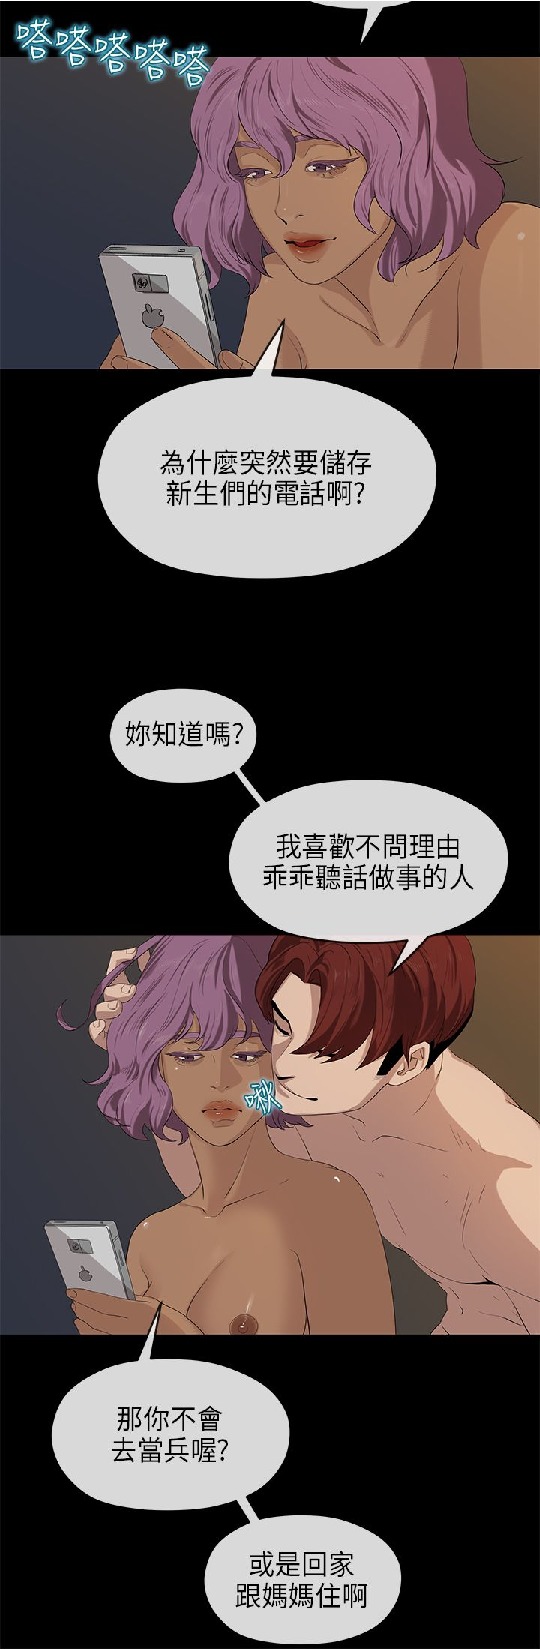 嗒嗒嗒嗒嗒
為什麼突然要儲存
新生們的電話啊?
妳知道嗎?
我喜歡不問理由
乖乖聽話做事的人
啾
那你不會
去當兵喔?
或是回家
跟媽媽住啊